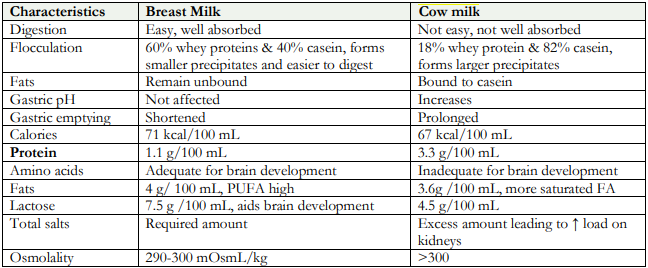 Characteristics Breast Milk Cow milk
Digestion Easy, well absorbed Not easy, not well absorbed
Flocculation 60% whey proteins & 40% casein, forms 18% whey protein & 82% casein,
smaller precipitates and easier to digest forms larger precipitates
Fats Remain unbound Bound to casein
Gastric pH Not affected Increases
Gastric emptying Shortened Prolonged
Calories 71 kcal/100 mL 67 kcal/100 mL
Protein 1.1 g/100 mL 3.3 g/100 mL
Amino acids Adequate for brain development Inadequate for brain development
Fats 4 g/ 100 mL, PUFA high 3.6g /100 mL, more saturated FA
Lactose 7.5 g /100 mL, aids brain development 4.5 g/100 mL
Total salts Required amount Excess amount leading to ↑ load on
kidneys
Osmolality 290-300 mOsmL/kg >300